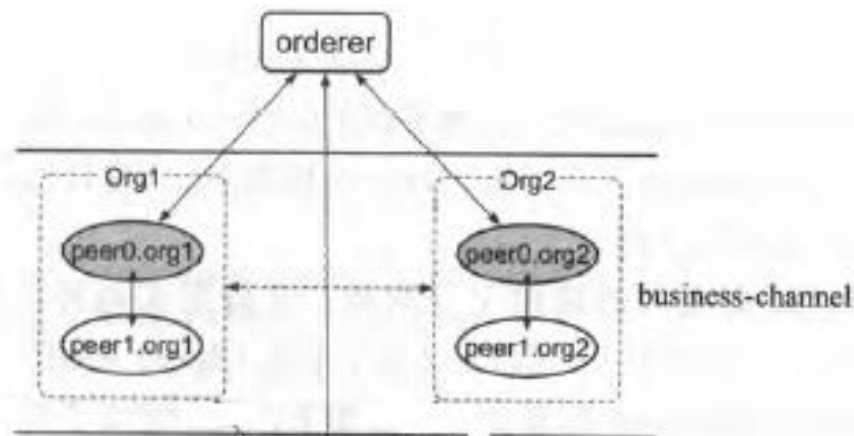 orderer
Org1
Org2
peer0.org1
peer0.org2
business-channel
peer1.org1
peer1.org2